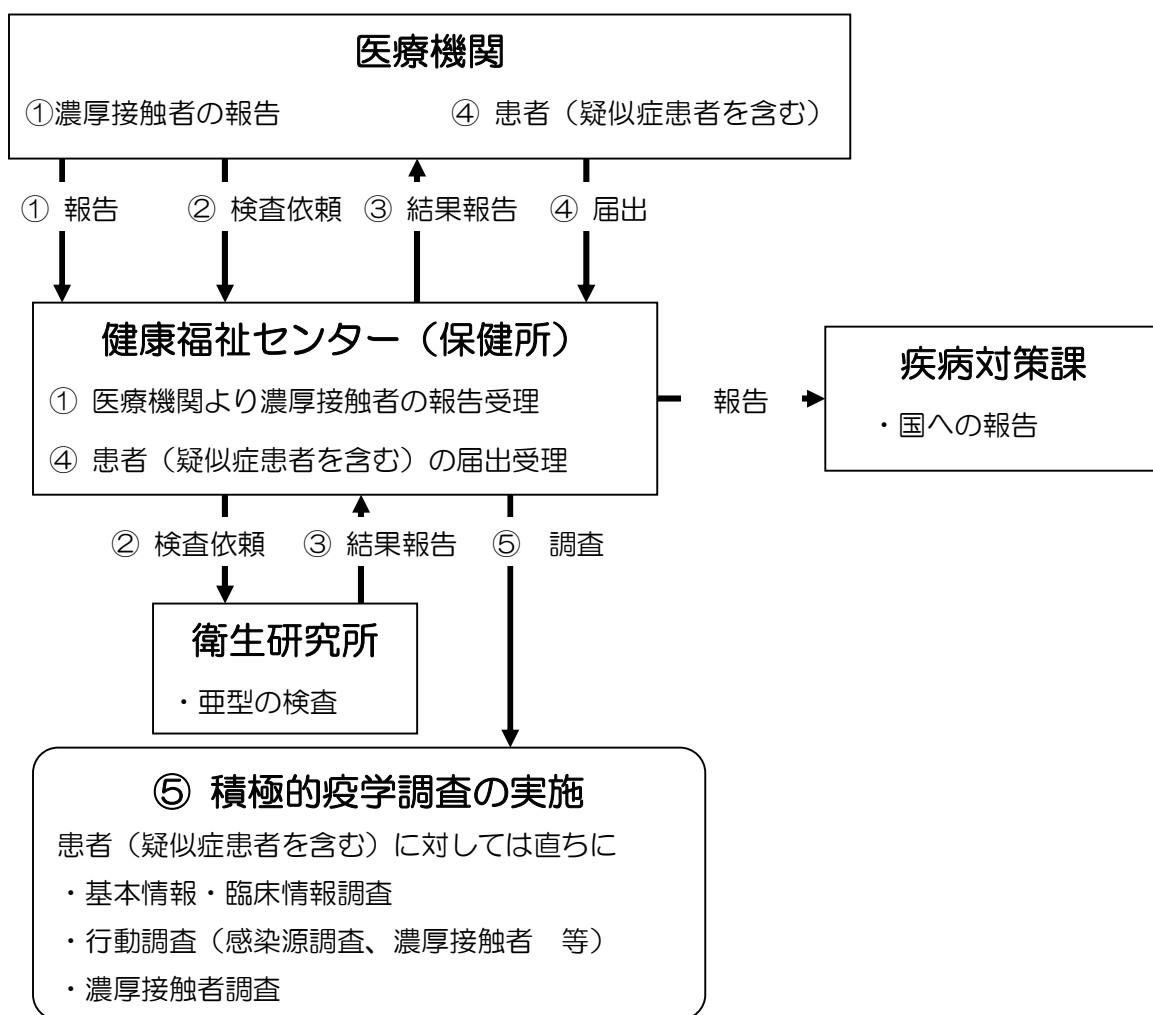 医療機関
①濃厚接触者の報告 ④ 患者（疑似症患者を含む）
① 報告 ② 検査依頼 ③ 結果報告 ④ 届出
健康福祉センター（保健所）
① 医療機関より濃厚接触者の報告受理
④ 患者（疑似症患者を含む）の届出受理
報告
疾病対策課
・国への報告
② 検査依頼 ③ 結果報告 ⑤ 調査
衛生研究所
・亜型の検査
⑤ 積極的疫学調査の実施
患者（疑似症患者を含む）に対しては直ちに
・基本情報・臨床情報調査
・行動調査（感染源調査、濃厚接触者　等）
・濃厚接触者調査